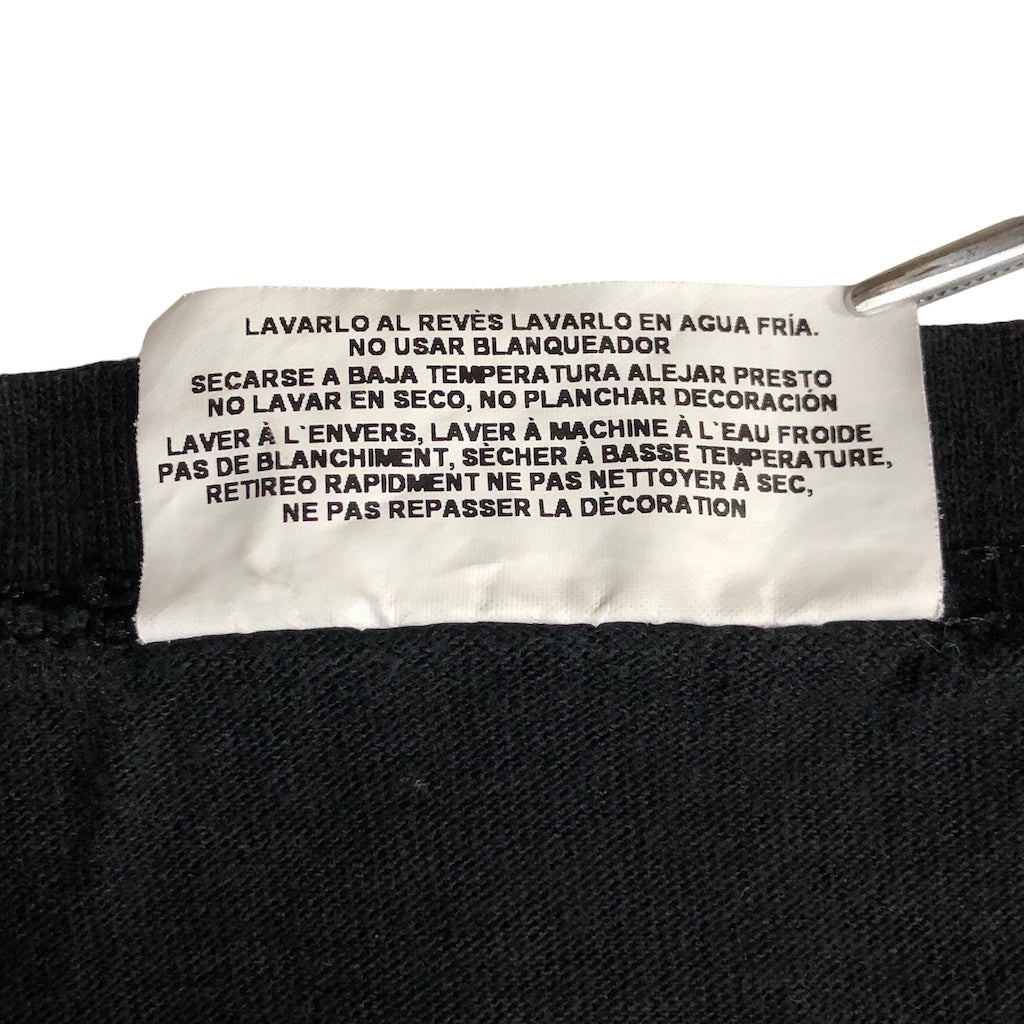 LAVARLO AL REVÈS LAVARLO EN AGUA FRÍA.
NO USAR BLANQUEADOR
SECARSE A BAJA TEMPERATURA ALEJAR PRESTO
NO LAVAR EN SECO, NO PLANCHAR DECORACIÓN
LAVER À L`ENVERS, LAVER À MACHINE À L`EAU FROIDE
PAS DE BLANCHIMENT, SÈCHER À BASSE TEMPERATURE,
RETIREO RAPIDMENT NE PAS NETTOYER À SEC,
NE PAS REPASSER LA DÈCORATION